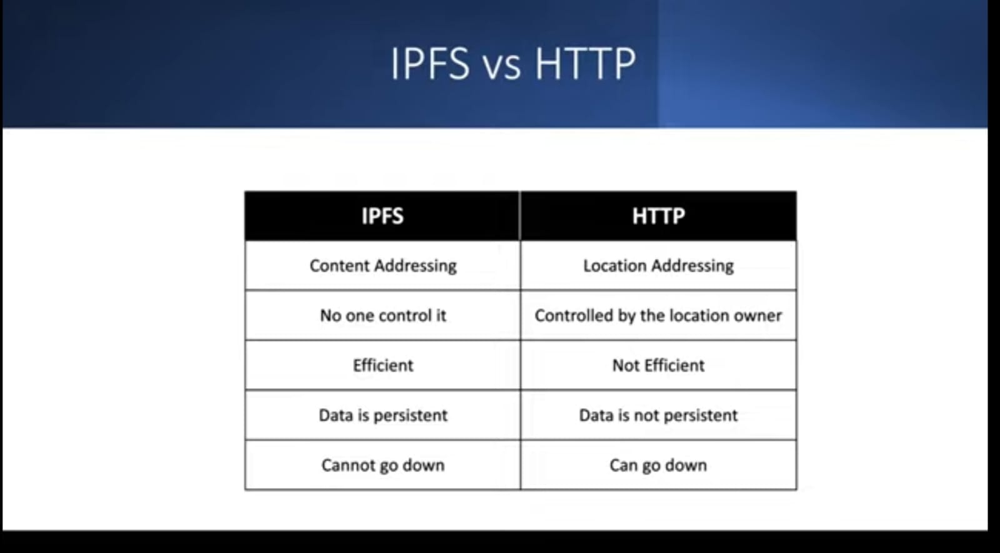 IPFS vs HTTP
IPFS HTTP
Content Addressing Location Addressing
No one control it Controlled by the location owner
Efficient Not Efficient
Data is persistent Data is not persistent
Cannot go down Can go down